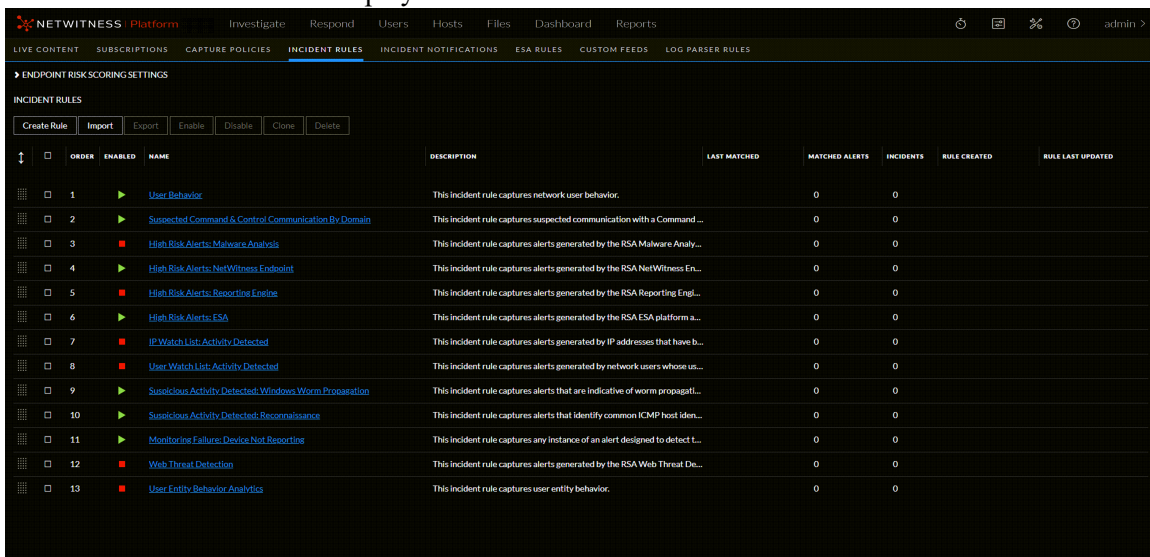 NETWITNESS Platform Investigate Respond Users Hosts Files Dashboard Reports admin >
LIVE CONTENT SUBSCRIPTIONS CAPTURE POLICIES INCIDENT RULES INCIDENT NOTIFICATIONS ESA RULES CUSTOM FEEDS LOG PARSER RULES
ENDPOINT RISK SCORING SETTINGS
INCIDENT RULES
Create Rule Import Export Enable Disable Clone Delete
ORDER ENABLED NAME DESCRIPTION LAST MATCHED MATCHED ALERTS INCIDENTS RULE CREATED RULE LAST UPDATED
1 User Behavior This incident rule captures network user behavior. 0 0
2 Suspected Command & Control Communication By Domain This incident rule captures suspected communication with a Command ... 0 0
3 High Risk Alerts: Malware Analysis This incident rule captures alerts generated by the RSA Malware Analy... 0 0
4 High Risk Alerts: NetWitness Endpoint This incident rule captures alerts generated by the RSA NetWitness En... 0 0
5 High Risk Alerts: Reporting Engine This incident rule captures alerts generated by the RSA Reporting Engi... 0 0
6 High Risk Alerts: ESA This incident rule captures alerts generated by the RSA ESA platform a... 0 0
7 IP Watch List: Activity Detected This incident rule captures alerts generated by IP addresses that have b... 0 0
8 User Watch List: Activity Detected This incident rule captures alerts generated by network users whose us... 0 0
9 Suspicious Activity Detected: Windows Worm Propagation This incident rule captures alerts that are indicative of worm propagati... 0 0
10 Suspicious Activity Detected: Reconnaissance This incident rule captures alerts that identify common ICMP host iden... 0 0
11 Monitoring Failure: Device Not Reporting This incident rule captures any instance of an alert designed to detect t... 0 0
12 Web Threat Detection This incident rule captures alerts generated by the RSA Web Threat De... 0 0
13 User Entity Behavior Analytics This incident rule captures user entity behavior. 0 0